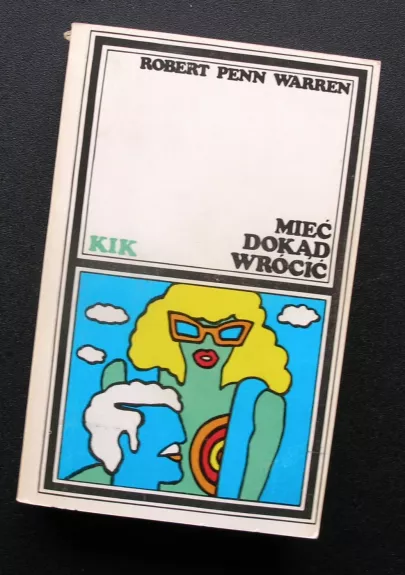 ROBERT PENN WARREN
MIEĆ
DOKĄD
WRÓCIĆ
KIK